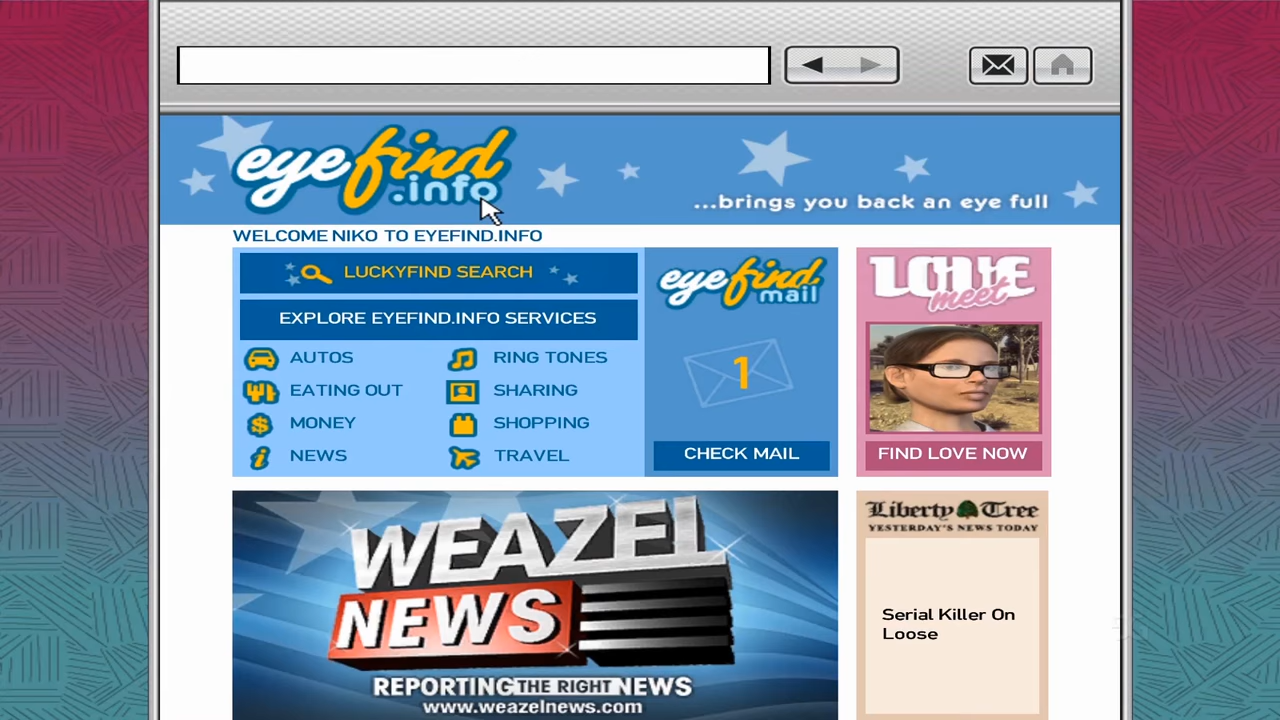 eyefind
.info
...brings you back an eye full
WELCOME NIKO TO EYEFIND.INFO
LUCKYFIND SEARCH
EXPLORE EYEFIND.INFO SERVICES
AUTOS
RING TONES
EATING OUT
SHARING
MONEY
SHOPPING
NEWS
TRAVEL
eyefind
mail
1
CHECK MAIL
LOVE
meet
FIND LOVE NOW
WEAZEL
NEWS
REPORTING THE RIGHT NEWS
www.weazelnews.com
Liberty Tree
YESTERDAY'S NEWS TODAY
Serial Killer On
Loose